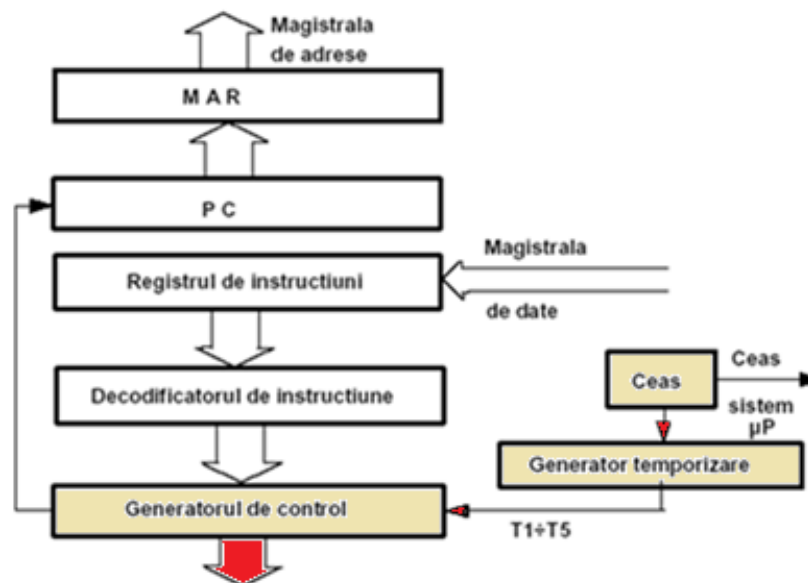 Magistrala
de adrese
M A R
P C
Magistrala
Registrul de instructiuni
de date
Ceas
Ceas
Decodificatorul de instructiune
sistem
µP
Generator temporizare
Generatorul de control
T1÷T5